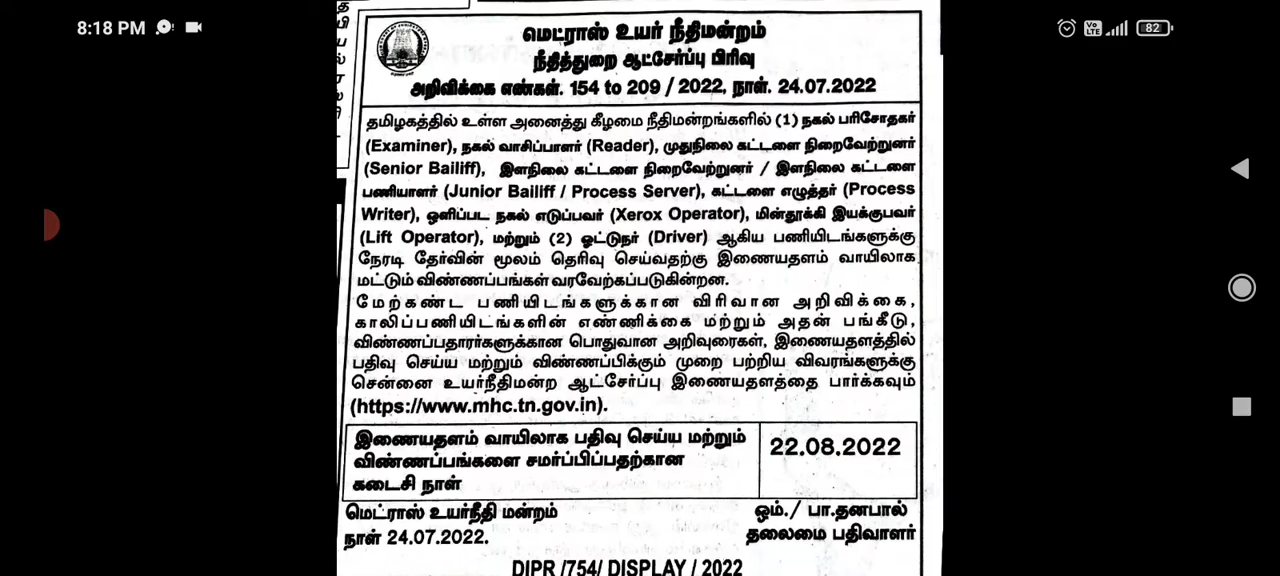 8:18 PM
82
மெட்ராஸ் உயர் நீதிமன்றம்
நீதித்துறை ஆட்சேர்ப்பு பிரிவு
அறிவிக்கை எண்கள். 154 to 209 / 2022, நாள். 24.07.2022
தமிழகத்தில் உள்ள அனைத்து கீழமை நீதிமன்றங்களில் (1) நகல் பரிசோதகர்
(Examiner), நகல் வாசிப்பாளர் (Reader), முதுநிலை கட்டளை நிறைவேற்றுனர்
(Senior Bailiff), இளநிலை கட்டளை நிறைவேற்றுனர் / இளநிலை கட்டளை
பணியாளர் (Junior Bailiff / Process Server), கட்டளை எழுத்தர் (Process
Writer), ஒளிப்பட நகல் எடுப்பவர் (Xerox Operator), மின்தூக்கி இயக்குபவர்
(Lift Operator), மற்றும் (2) ஓட்டுநர் (Driver) ஆகிய பணியிடங்களுக்கு
நேரடி தேர்வின் மூலம் தெரிவு செய்வதற்கு இணையதளம் வாயிலாக
மட்டும் விண்ணப்பங்கள் வரவேற்கப்படுகின்றன.
மேற்கண்ட பணியிடங்களுக்கான விரிவான அறிவிக்கை,
காலிப்பணியிடங்களின் எண்ணிக்கை மற்றும் அதன் பங்கீடு,
விண்ணப்பதாரர்களுக்கான பொதுவான அறிவுரைகள், இணையதளத்தில்
பதிவு செய்ய மற்றும் விண்ணப்பிக்கும் முறை பற்றிய விவரங்களுக்கு
சென்னை உயர்நீதிமன்ற ஆட்சேர்ப்பு இணையதளத்தை பார்க்கவும்
(https://www.mhc.tn.gov.in).
இணையதளம் வாயிலாக பதிவு செய்ய மற்றும்
விண்ணப்பங்களை சமர்ப்பிப்பதற்கான
கடைசி நாள்
22.08.2022
மெட்ராஸ் உயர்நீதி மன்றம்
நாள் 24.07.2022.
ஒம்./ பா.தனபால்
தலைமை பதிவாளர்
DIPR /754/ DISPLAY / 2022